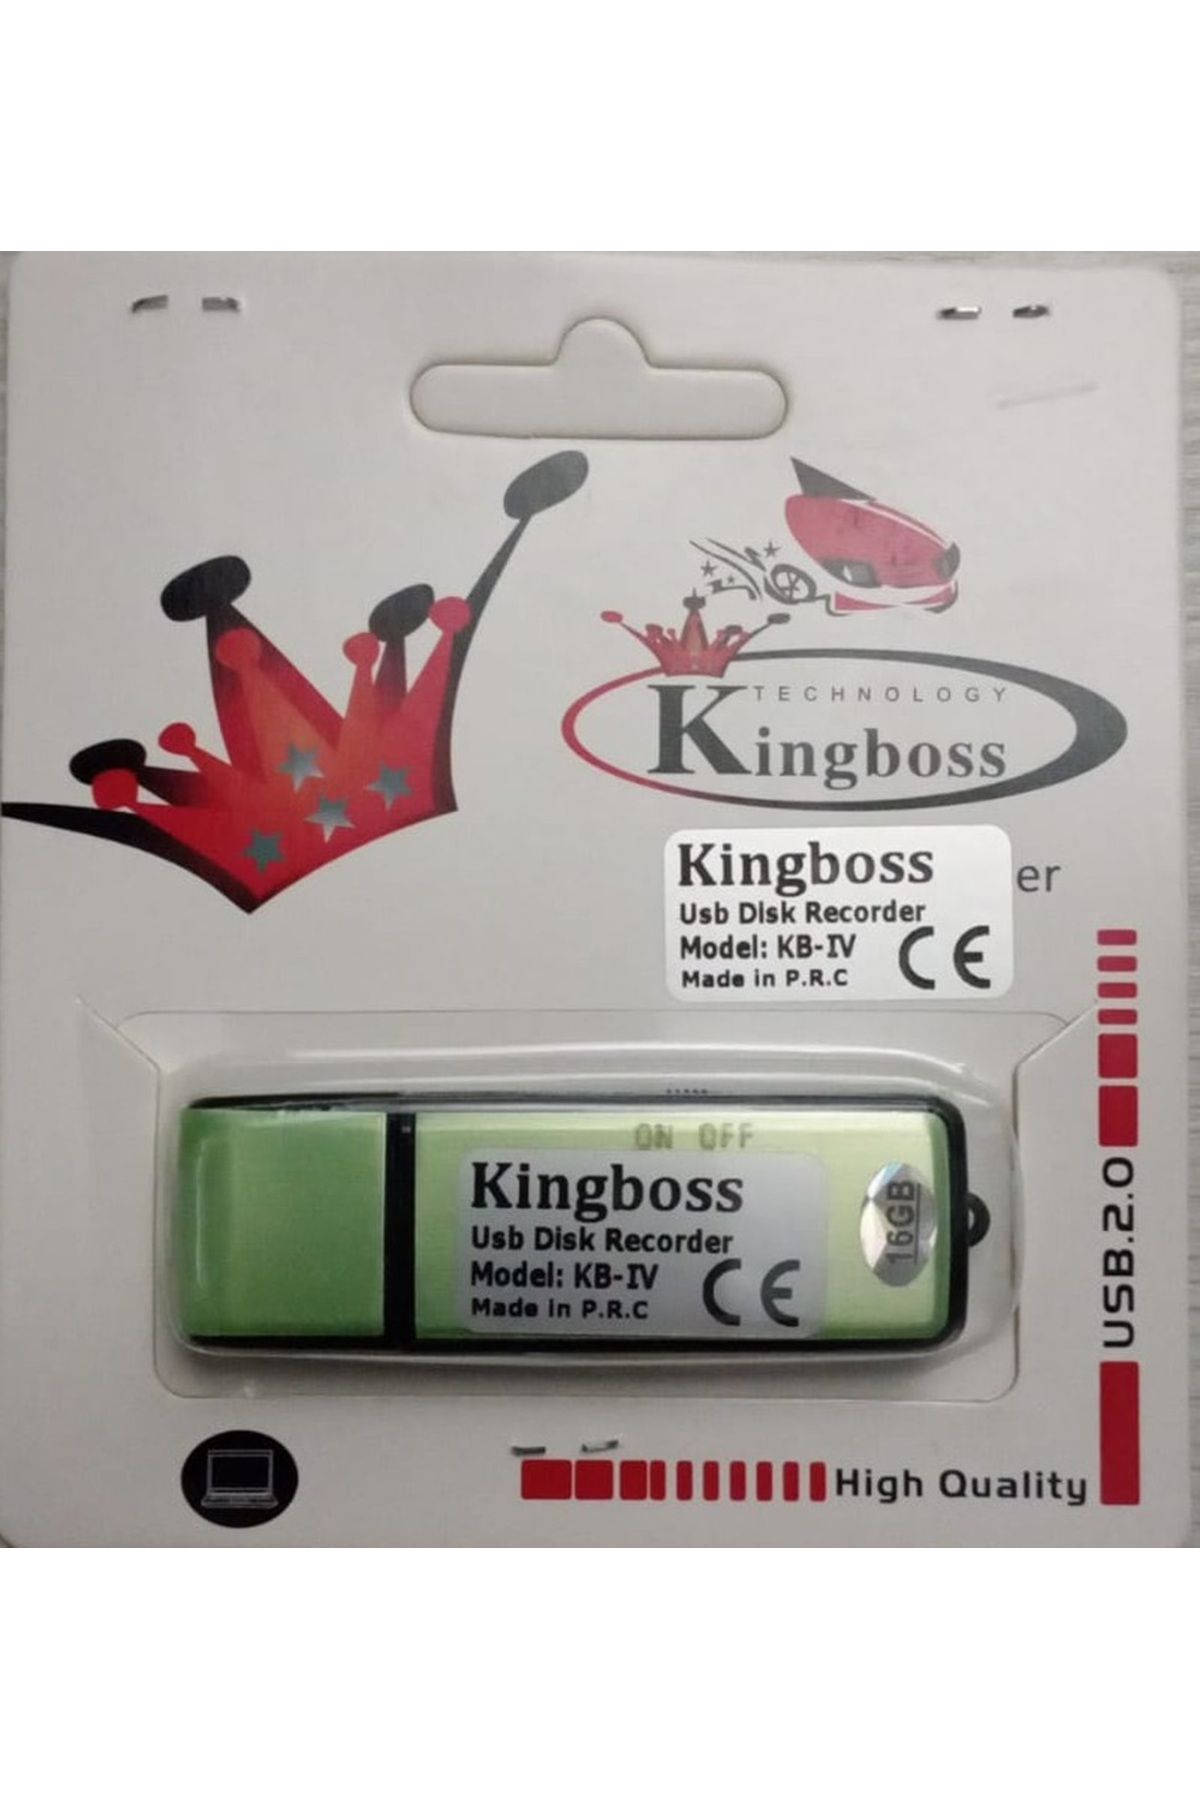 TECHNOLOGY
Kingboss
Kingboss
Usb Disk Recorder
Model: KB-IV
Made in P.R.C
CE
er
ON OFF
Kingboss
Usb Disk Recorder
Model: KB-IV
Made in P.R.C
CE
16GB
USB.2.0
High Quality